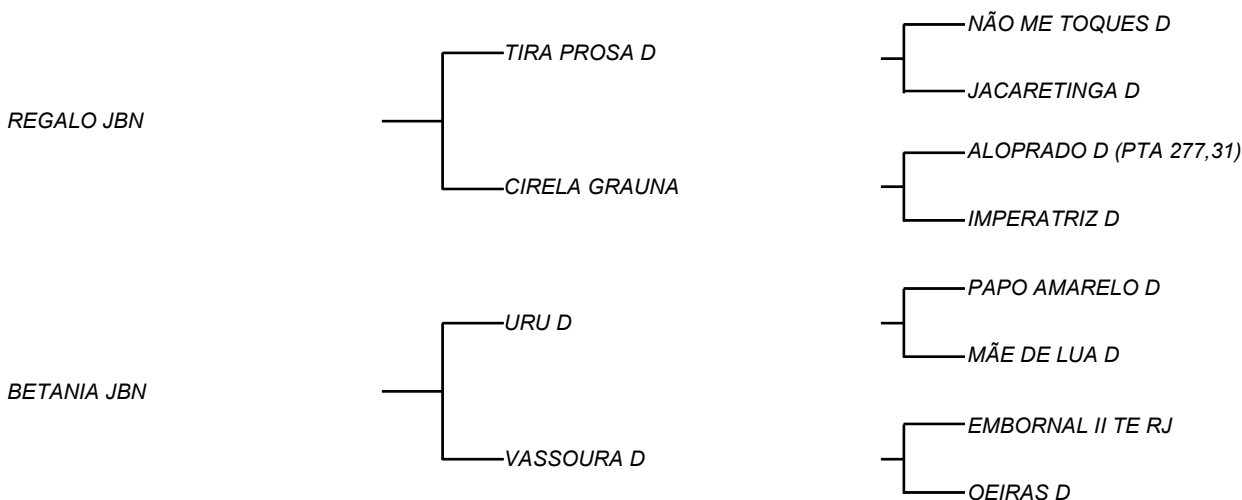 NÃO ME TOQUES D
TIRA PROSA D
JACARETINGA D
REGALO JBN
ALOPRADO D (PTA 277,31)
CIRELA GRAUNA
IMPERATRIZ D
PAPO AMARELO D
URU D
MÃE DE LUA D
BETANIA JBN
EMBORNAL II TE RJ
VASSOURA D
OEIRAS D